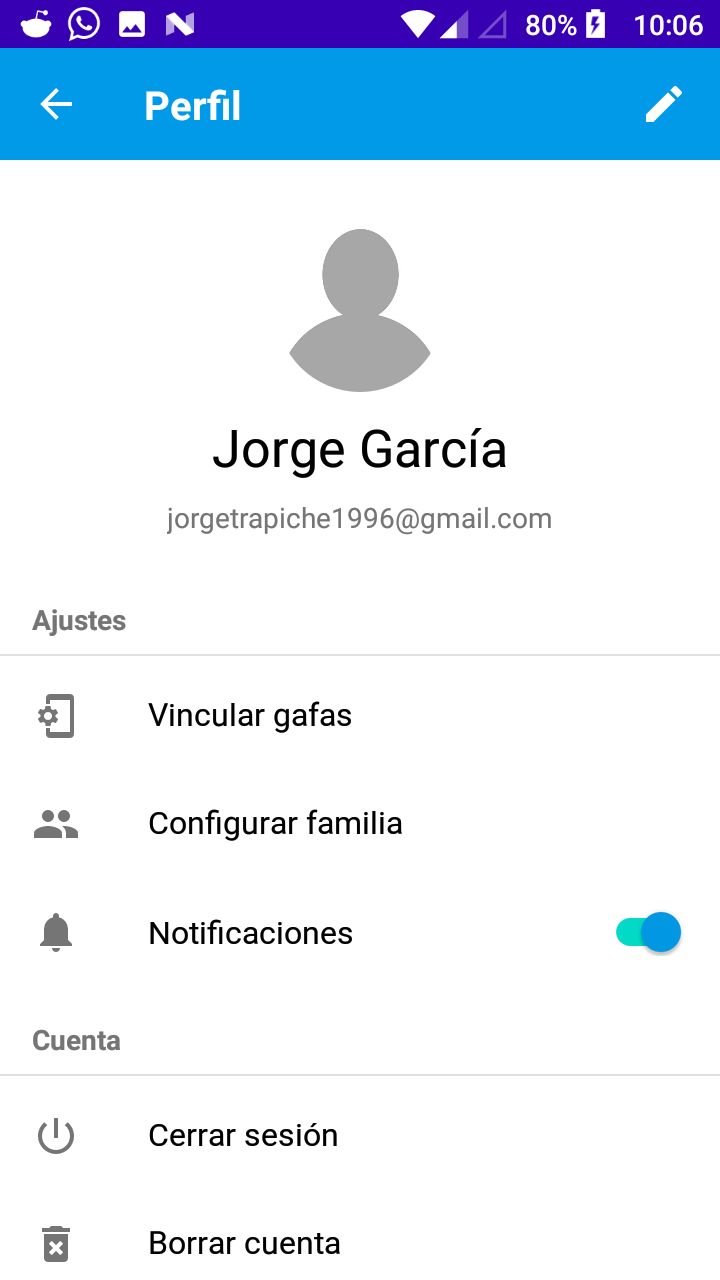 80% 10:06
Perfil
Jorge García
jorgetrapiche1996@gmail.com
Ajustes
Vincular gafas
Configurar familia
Notificaciones
Cuenta
Cerrar sesión
Borrar cuenta